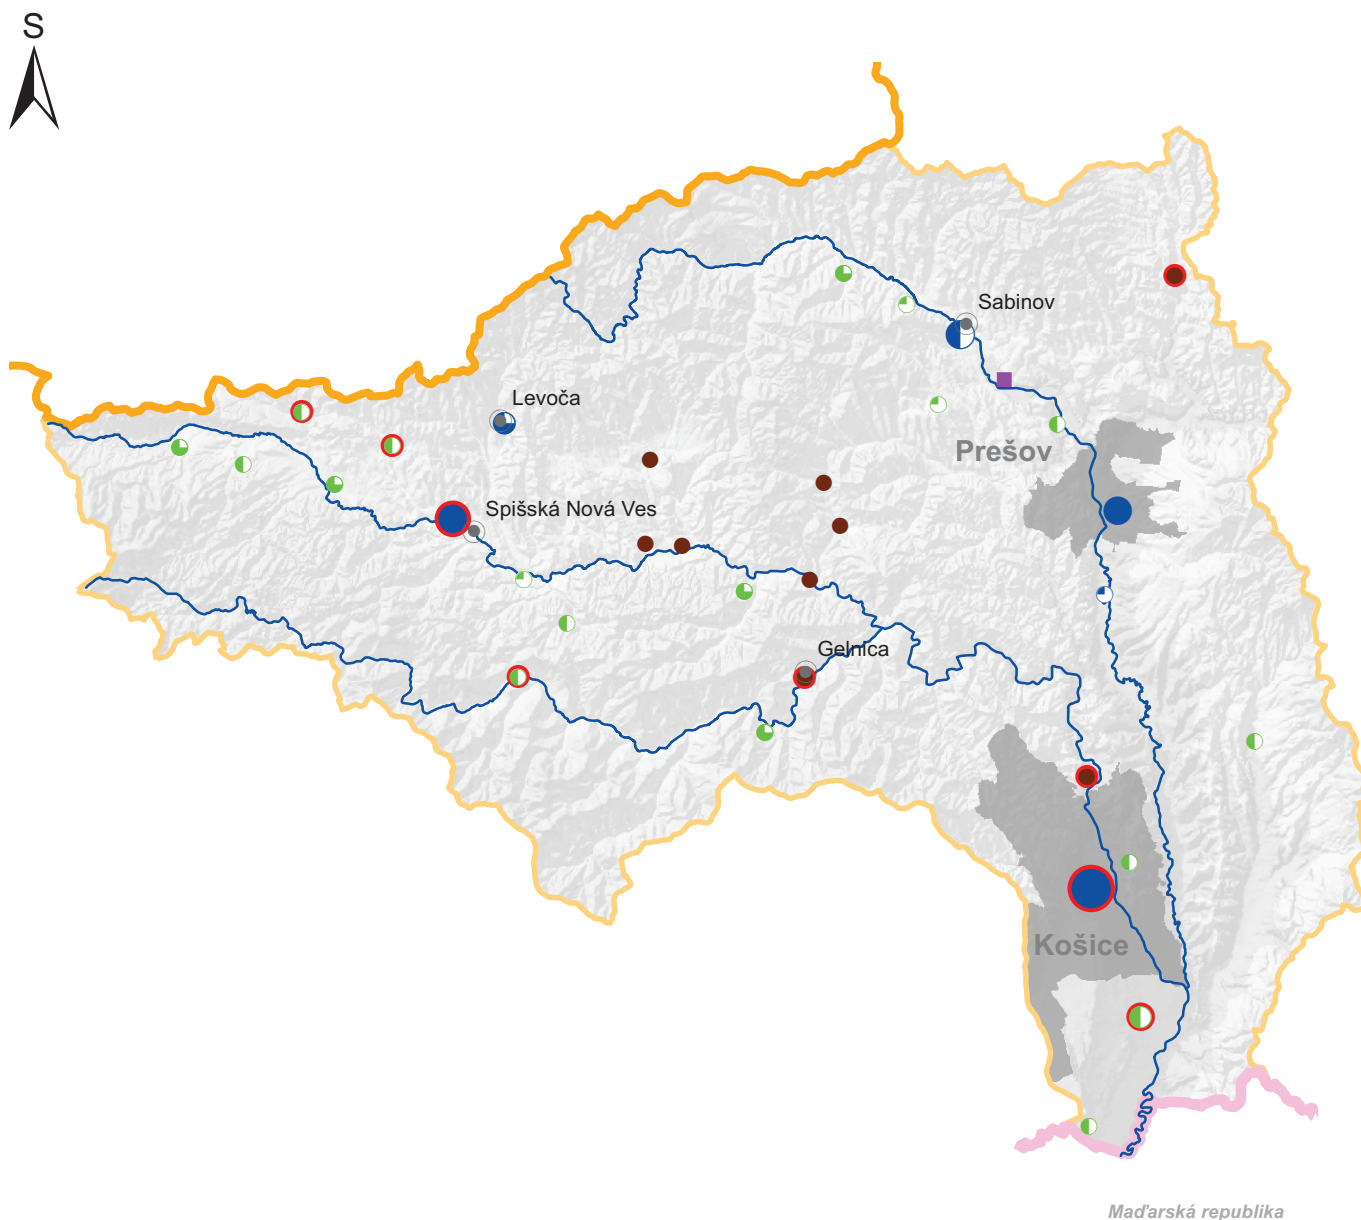 S
Sabinov
Levoča
Prešov
Spišská Nová Ves
Gelnica
Košice
Maďarská republika